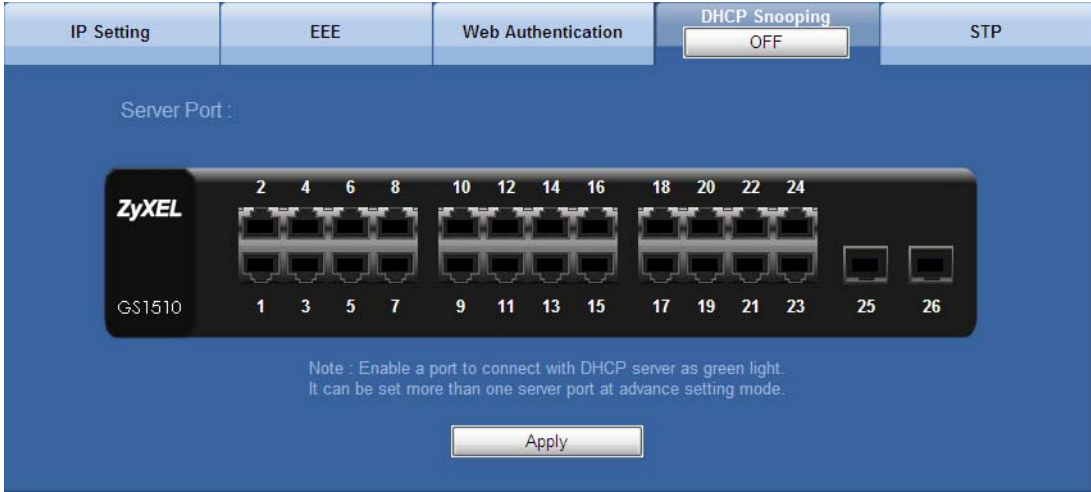 IP Setting EEE Web Authentication DHCP Snooping STP
OFF
Server Port :
2 4 6 8 10 12 14 16 18 20 22 24
ZyXEL
GS1510 1 3 5 7 9 11 13 15 17 19 21 23 25 26
Note : Enable a port to connect with DHCP server as green light.
It can be set more than one server port at advance setting mode.
Apply